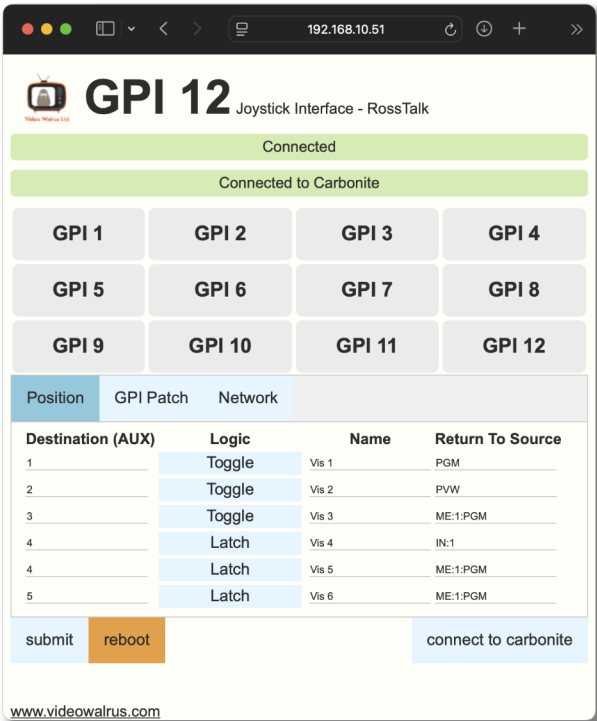 192.168.10.51
Video Walrus Ltd
GPI 12 Joystick Interface - RossTalk
Connected
Connected to Carbonite
GPI 1 GPI 2 GPI 3 GPI 4
GPI 5 GPI 6 GPI 7 GPI 8
GPI 9 GPI 10 GPI 11 GPI 12
Position GPI Patch Network
Destination (AUX) Logic Name Return To Source
1 Toggle Vis 1 PGM
2 Toggle Vis 2 PVW
3 Toggle Vis 3 ME:1:PGM
4 Latch Vis 4 IN:1
4 Latch Vis 5 ME:1:PGM
5 Latch Vis 6 ME:1:PGM
submit reboot connect to carbonite
www.videowalrus.com